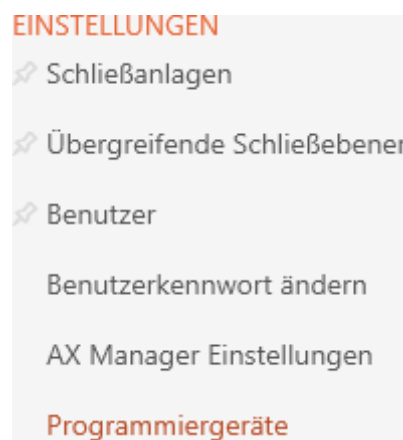 EINSTELLUNGEN
Schließanlagen
Übergreifende Schließebenen
Benutzer
Benutzerkennwort ändern
AX Manager Einstellungen
Programmiergeräte